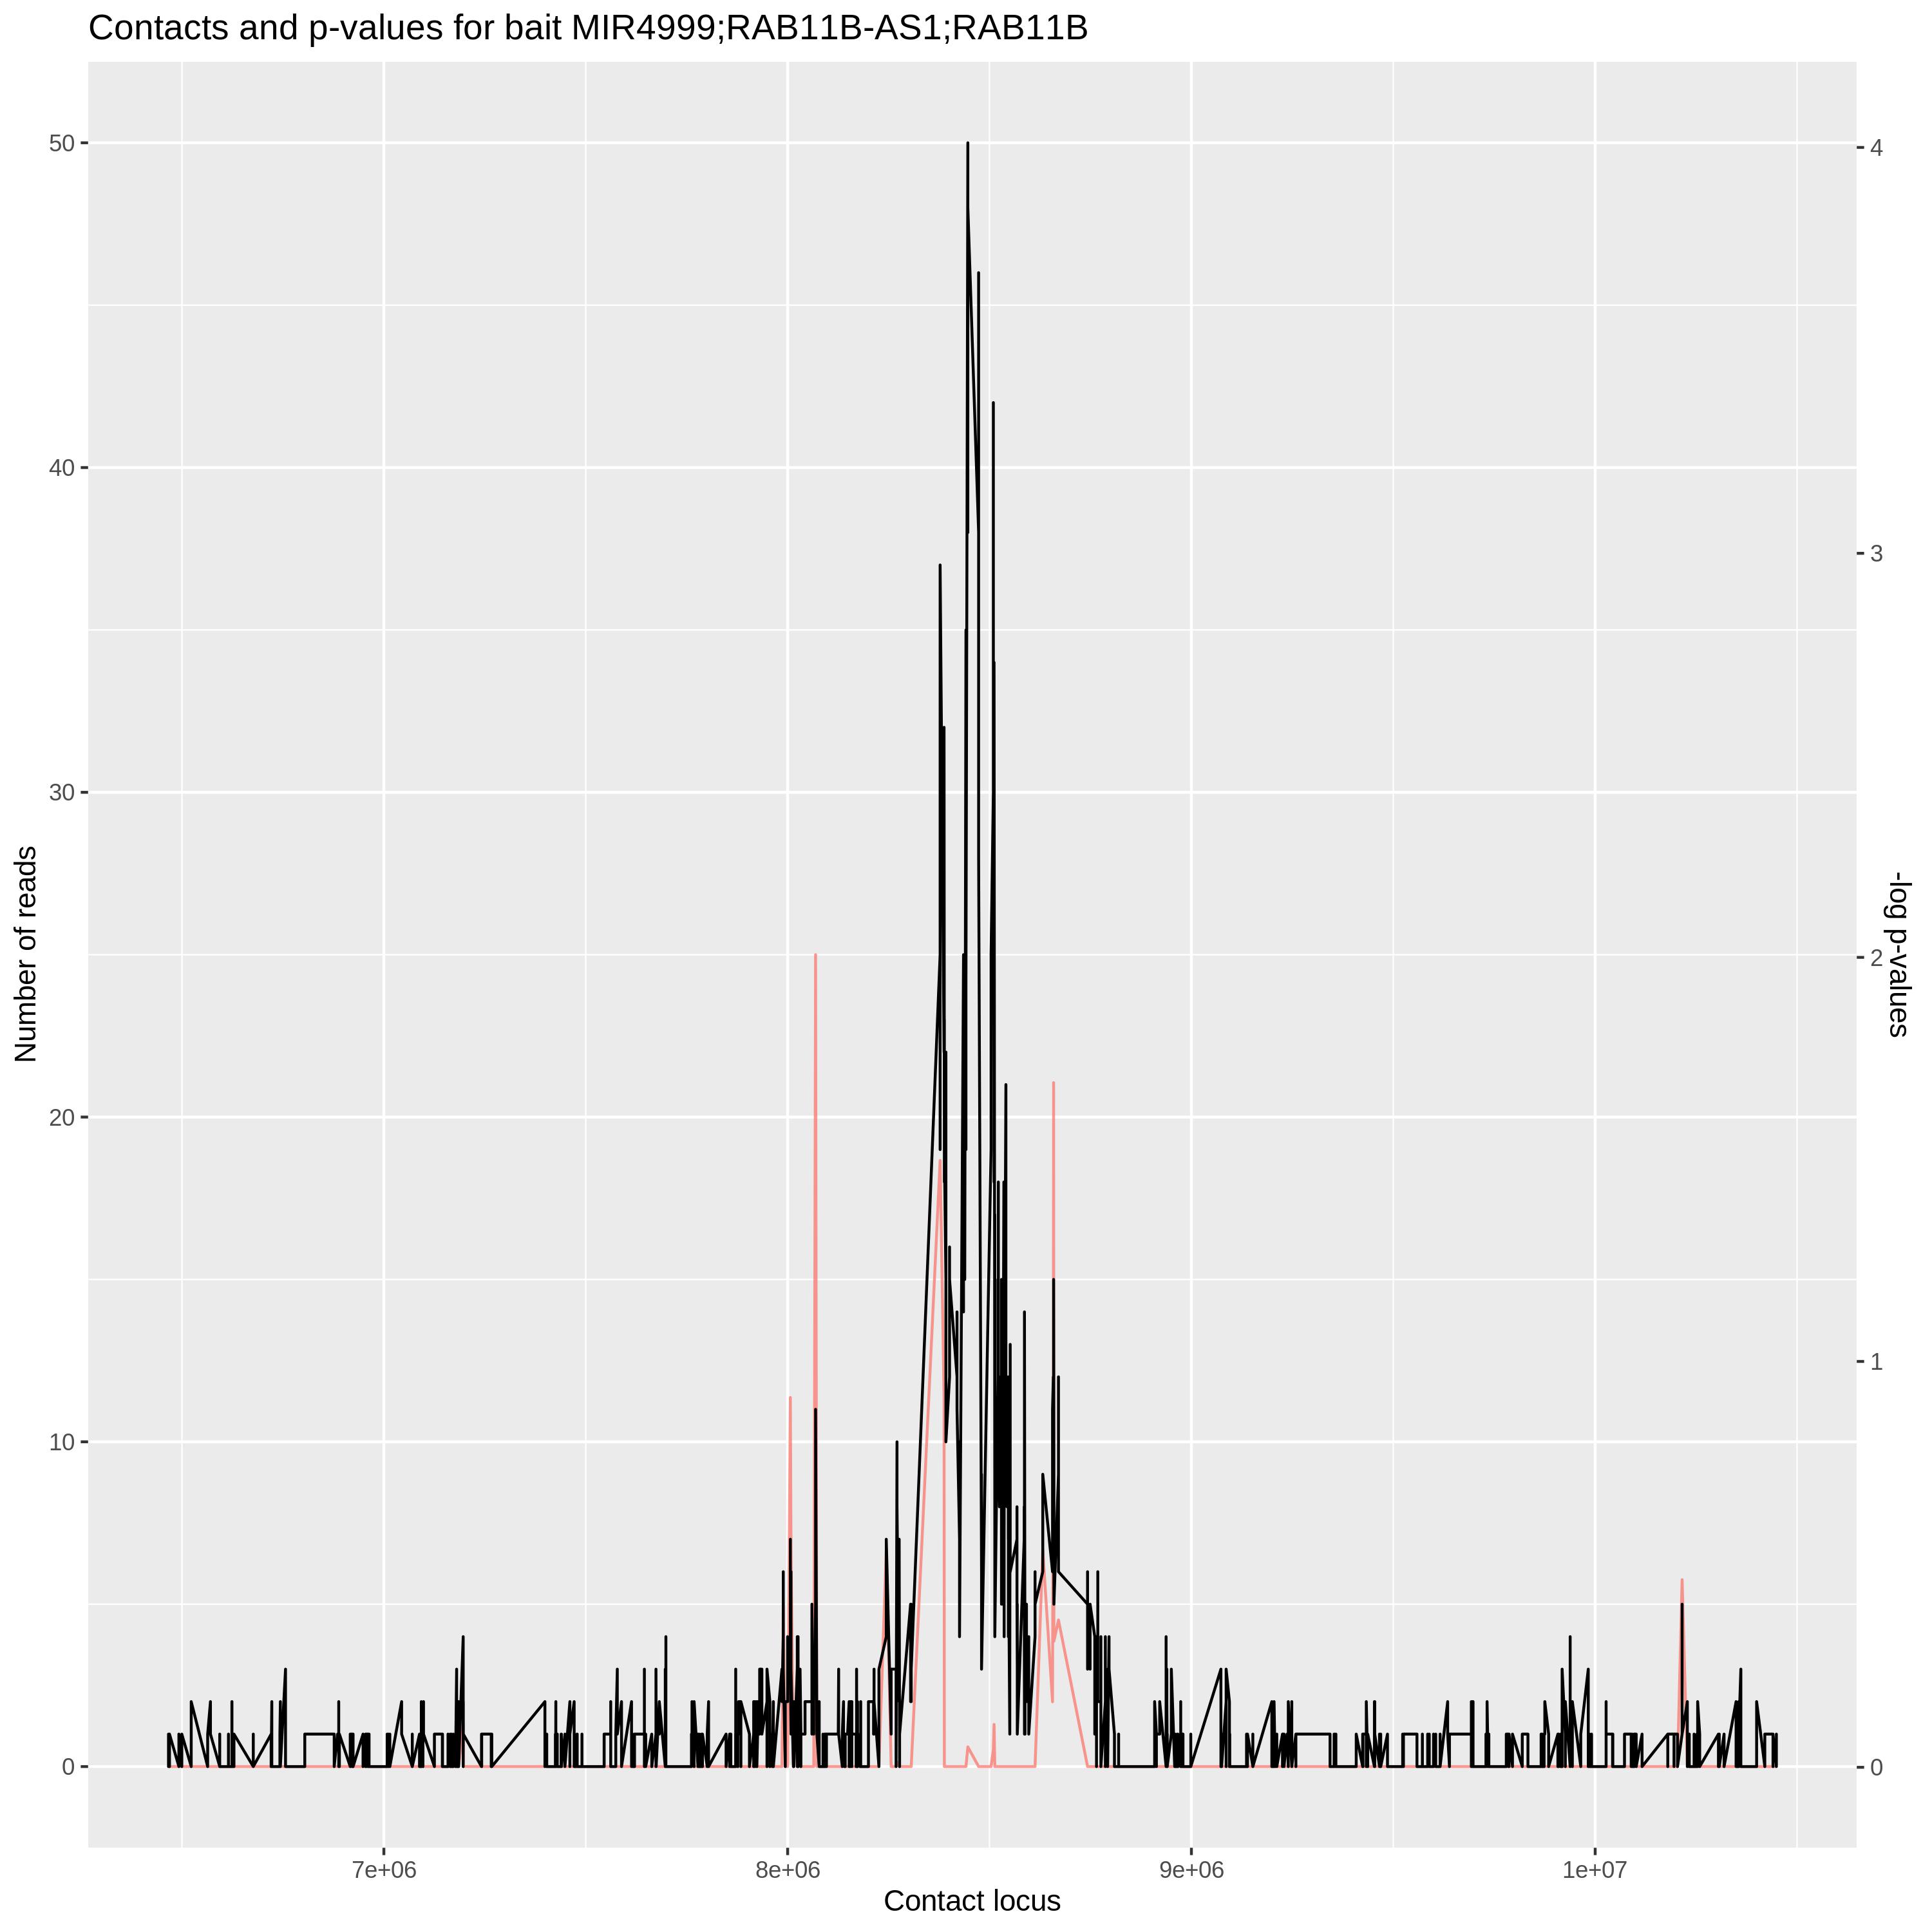 Contacts and p-values for bait MIR4999;RAB11B-AS1;RAB11B
50
40
30
20
10
0
Number of reads
4
3
2
1
0
-log p-values
7e+06
8e+06
9e+06
1e+07
Contact locus